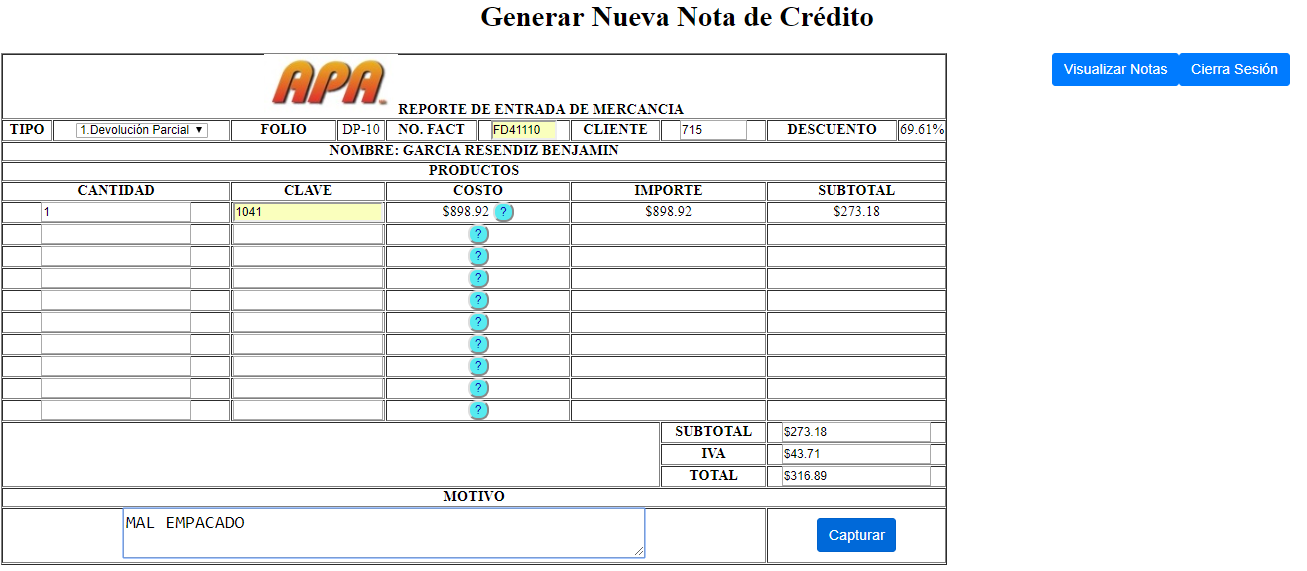 Generar Nueva Nota de Crédito
Visualizar Notas Cierra Sesión
APA
REPORTE DE ENTRADA DE MERCANCIA
TIPO 1.Devolución Parcial FOLIO DP-10 NO. FACT FD41110 CLIENTE 715 DESCUENTO 69.61%
NOMBRE: GARCIA RESENDIZ BENJAMIN
PRODUCTOS
CANTIDAD CLAVE COSTO IMPORTE SUBTOTAL
1 1041 $898.92 ? $898.92 $273.18
?
?
?
?
?
?
?
?
?
SUBTOTAL $273.18
IVA $43.71
TOTAL $316.89
MOTIVO
MAL EMPACADO
Capturar